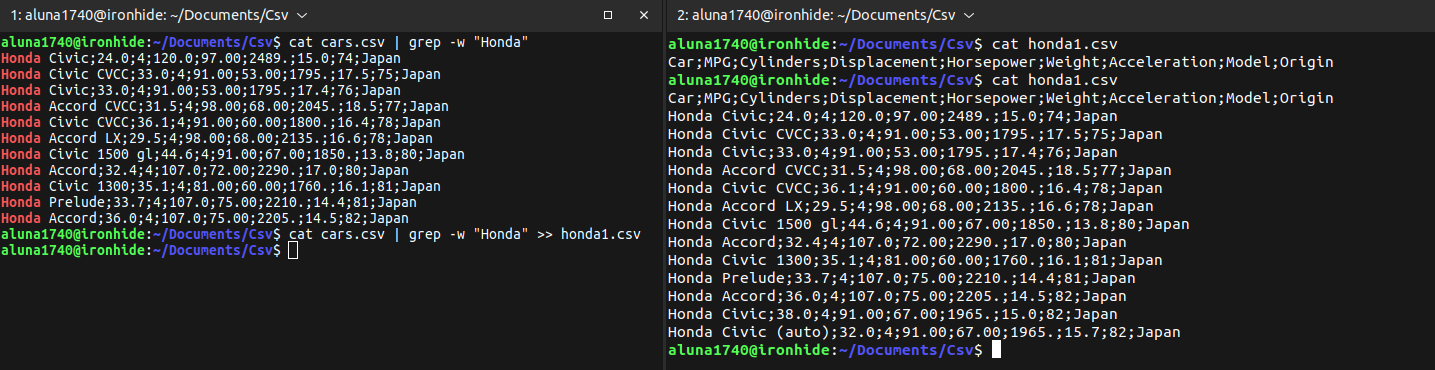 1: aluna1740@ironhide: ~/Documents/Csv
aluna1740@ironhide:~/Documents/Csv$ cat cars.csv | grep -w "Honda"
Honda Civic;24.0;4;120.0;97.00;2489.;15.0;74;Japan
Honda Civic CVCC;33.0;4;91.00;53.00;1795.;17.5;75;Japan
Honda Civic;33.0;4;91.00;53.00;1795.;17.4;76;Japan
Honda Accord CVCC;31.5;4;98.00;68.00;2045.;18.5;77;Japan
Honda Civic CVCC;36.1;4;91.00;60.00;1800.;16.4;78;Japan
Honda Accord LX;29.5;4;98.00;68.00;2135.;16.6;78;Japan
Honda Civic 1500 gl;44.6;4;91.00;67.00;1850.;13.8;80;Japan
Honda Accord;32.4;4;107.0;72.00;2290.;17.0;80;Japan
Honda Civic 1300;35.1;4;81.00;60.00;1760.;16.1;81;Japan
Honda Prelude;33.7;4;107.0;75.00;2210.;14.4;81;Japan
Honda Accord;36.0;4;107.0;75.00;2205.;14.5;82;Japan
aluna1740@ironhide:~/Documents/Csv$ cat cars.csv | grep -w "Honda" >> honda1.csv
aluna1740@ironhide:~/Documents/Csv$
2: aluna1740@ironhide: ~/Documents/Csv
aluna1740@ironhide:~/Documents/Csv$ cat honda1.csv
Car;MPG;Cylinders;Displacement;Horsepower;Weight;Acceleration;Model;Origin
aluna1740@ironhide:~/Documents/Csv$ cat honda1.csv
Car;MPG;Cylinders;Displacement;Horsepower;Weight;Acceleration;Model;Origin
Honda Civic;24.0;4;120.0;97.00;2489.;15.0;74;Japan
Honda Civic CVCC;33.0;4;91.00;53.00;1795.;17.5;75;Japan
Honda Civic;33.0;4;91.00;53.00;1795.;17.4;76;Japan
Honda Accord CVCC;31.5;4;98.00;68.00;2045.;18.5;77;Japan
Honda Civic CVCC;36.1;4;91.00;60.00;1800.;16.4;78;Japan
Honda Accord LX;29.5;4;98.00;68.00;2135.;16.6;78;Japan
Honda Civic 1500 gl;44.6;4;91.00;67.00;1850.;13.8;80;Japan
Honda Accord;32.4;4;107.0;72.00;2290.;17.0;80;Japan
Honda Civic 1300;35.1;4;81.00;60.00;1760.;16.1;81;Japan
Honda Prelude;33.7;4;107.0;75.00;2210.;14.4;81;Japan
Honda Accord;36.0;4;107.0;75.00;2205.;14.5;82;Japan
Honda Civic;38.0;4;91.00;67.00;1965.;15.0;82;Japan
Honda Civic (auto);32.0;4;91.00;67.00;1965.;15.7;82;Japan
aluna1740@ironhide:~/Documents/Csv$